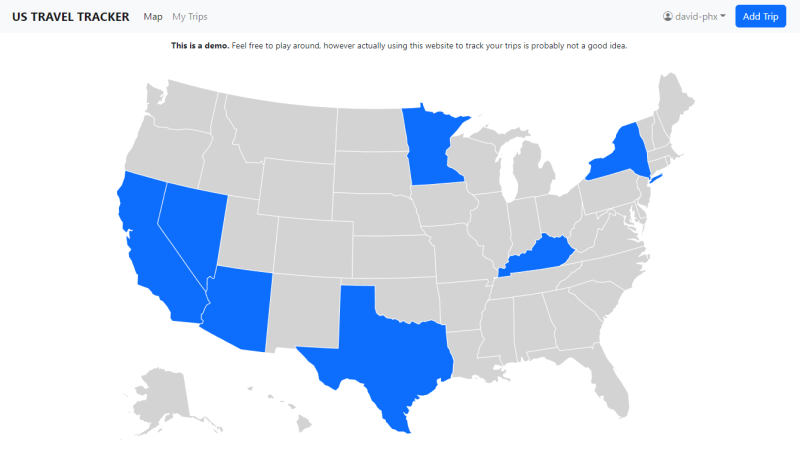 US TRAVEL TRACKER Map My Trips david-phx Add Trip
This is a demo. Feel free to play around, however actually using this website to track your trips is probably not a good idea.